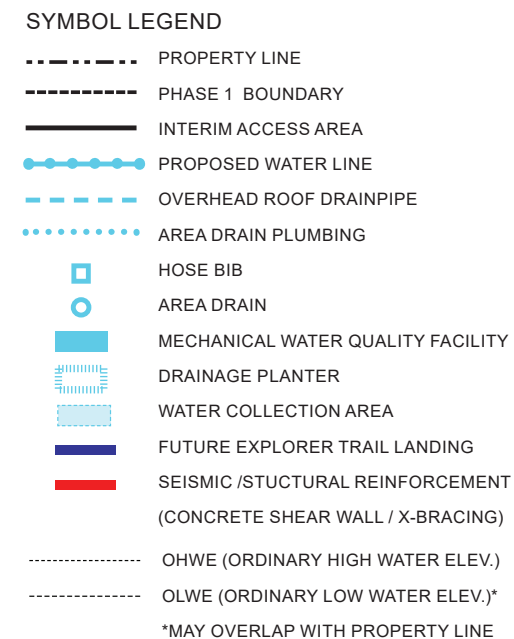 SYMBOL LEGEND
PROPERTY LINE
PHASE 1 BOUNDARY
INTERIM ACCESS AREA
PROPOSED WATER LINE
OVERHEAD ROOF DRAINPIPE
AREA DRAIN PLUMBING
HOSE BIB
AREA DRAIN
MECHANICAL WATER QUALITY FACILITY
DRAINAGE PLANTER
WATER COLLECTION AREA
FUTURE EXPLORER TRAIL LANDING
SEISMIC /STUCTURAL REINFORCEMENT
(CONCRETE SHEAR WALL / X-BRACING)
OHWE (ORDINARY HIGH WATER ELEV.)
OLWE (ORDINARY LOW WATER ELEV.)*
*MAY OVERLAP WITH PROPERTY LINE